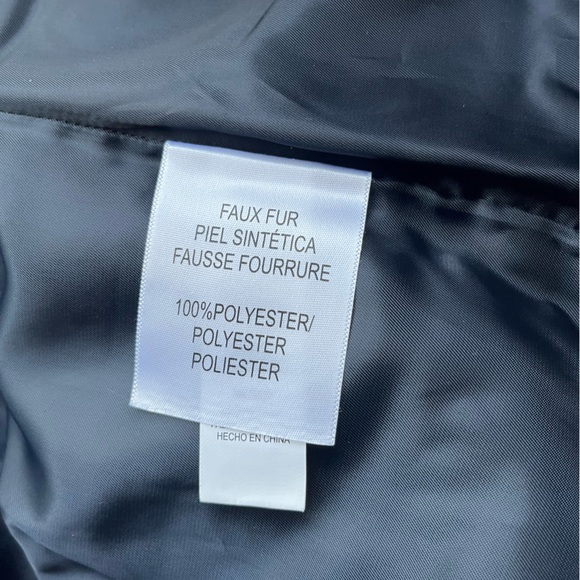 FAUX FUR
PIEL SINTÉTICA
FAUSSE FOURRURE
100%POLYESTER/
POLYESTER
POLIESTER
HECHO EN CHINA